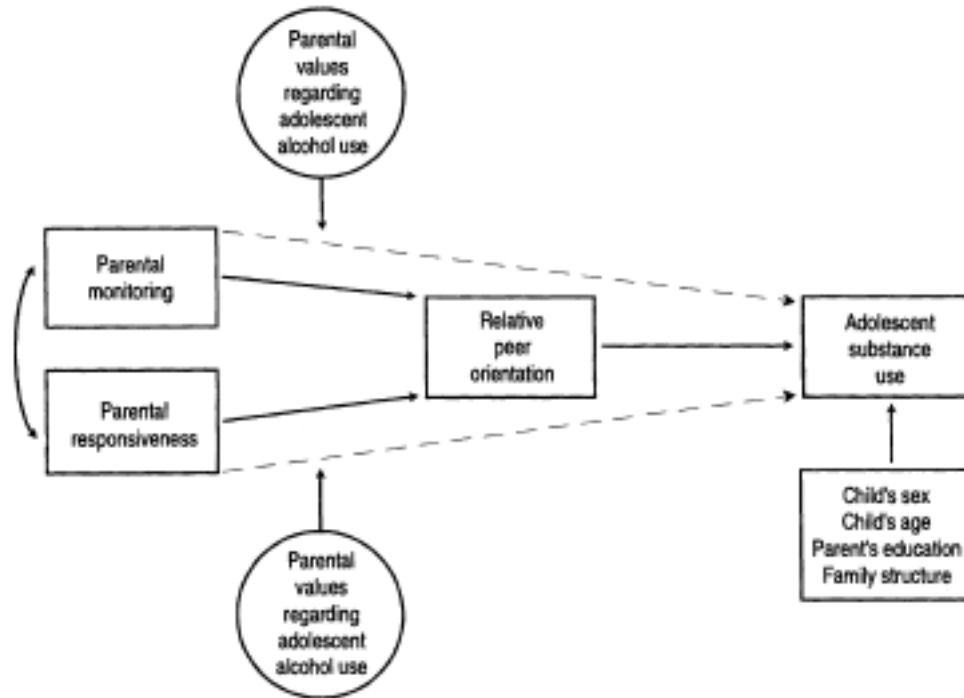 Parental
values
regarding
adolescent
alcohol use
Parental
monitoring
Relative
peer
orientation
Adolescent
substance
use
Parental
responsiveness
Child's sex
Child's age
Parent's education
Family structure
Parental
values
regarding
adolescent
alcohol use